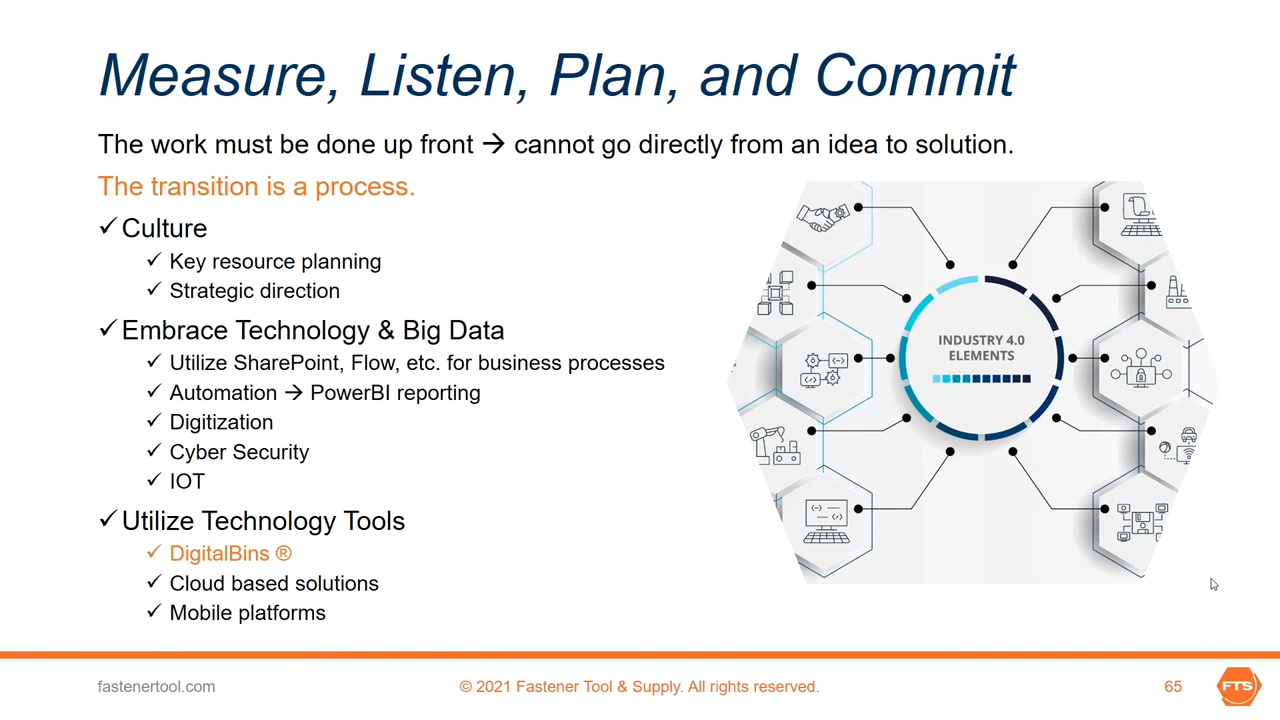 Measure, Listen, Plan, and Commit
The work must be done up front → cannot go directly from an idea to solution.
The transition is a process.
✓ Culture
✓ Key resource planning
✓ Strategic direction
✓ Embrace Technology & Big Data
✓ Utilize SharePoint, Flow, etc. for business processes
✓ Automation → PowerBI reporting
✓ Digitization
✓ Cyber Security
✓ IOT
✓ Utilize Technology Tools
✓ DigitalBins ®
✓ Cloud based solutions
✓ Mobile platforms
INDUSTRY 4.0
ELEMENTS
fastenertool.com
© 2021 Fastener Tool & Supply. All rights reserved.
65
FTS